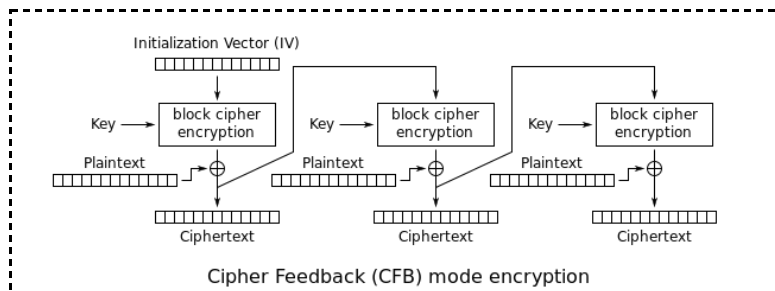 Initialization Vector (IV)
Key
block cipher
encryption
Key
block cipher
encryption
Key
block cipher
encryption
Plaintext
Plaintext
Plaintext
Ciphertext
Ciphertext
Ciphertext
Cipher Feedback (CFB) mode encryption